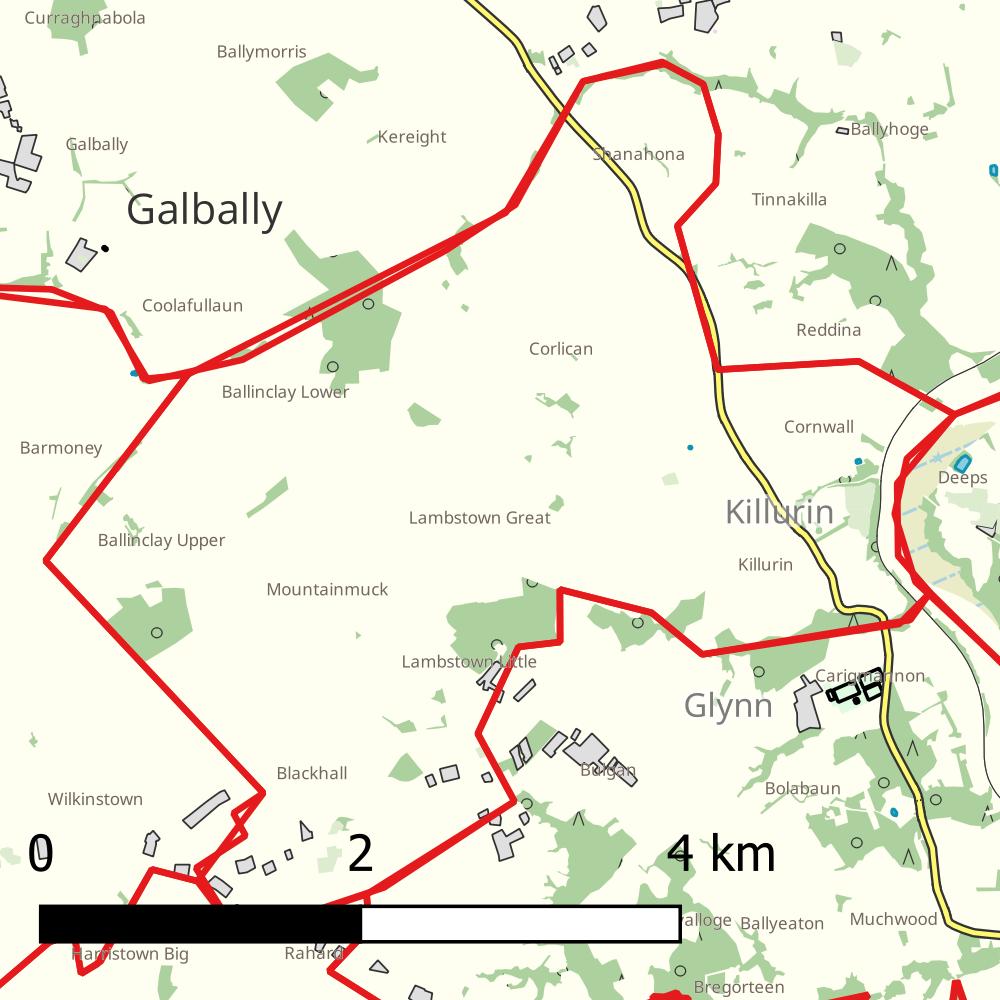 Curraghnabola
Ballymorris
Ballyhoge
Kereight
Galbally
Shanahona
Tinnakilla
Galbally
Coolafullaun
Reddina
Corlican
Ballinclay Lower
Cornwall
Barmoney
Deeps
Killurin
Lambstown Great
Ballinclay Upper
Killurin
Mountainmuck
Lambstown Little
Carigmannon
Glynn
Bulgan
Blackhall
Bolabaun
Wilkinstown
0 2 4 km
Ballyeaton
Muchwood
Harristown Big
Rahard
Bregorteen